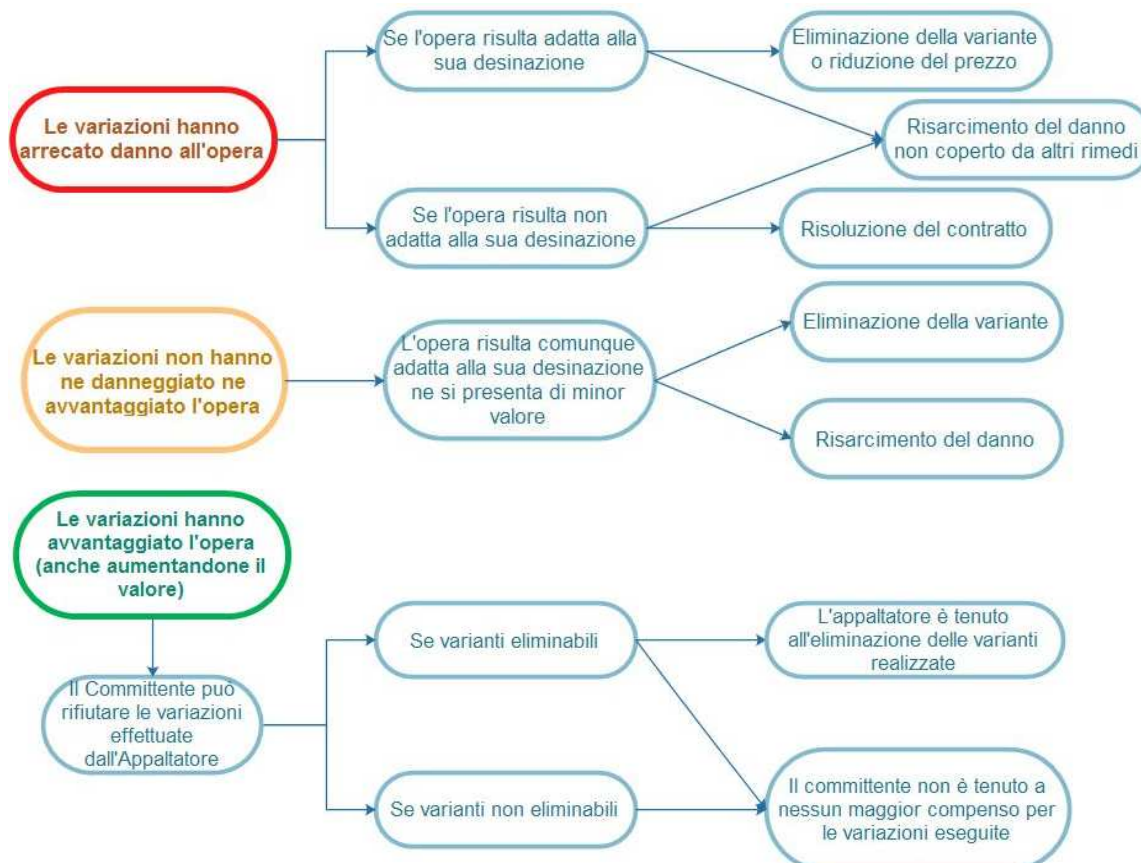 Le variazioni hanno
arrecato danno all'opera
Se l'opera risulta adatta alla
sua desinazione
Eliminazione della variante
o riduzione del prezzo
Risarcimento del danno
non coperto da altri rimedi
Se l'opera risulta non
adatta alla sua desinazione
Risoluzione del contratto
Le variazioni non hanno
ne danneggiato ne
avvantaggiato l'opera
L'opera risulta comunque
adatta alla sua desinazione
ne si presenta di minor
valore
Eliminazione della variante
Risarcimento del danno
Le variazioni hanno
avvantaggiato l'opera
(anche aumentandone il
valore)
Il Committente può
rifiutare le variazioni
effettuate
dall'Appaltatore
Se varianti eliminabili
L'appaltatore è tenuto
all'eliminazione delle varianti
realizzate
Se varianti non eliminabili
Il committente non è tenuto a
nessun maggior compenso per
le variazioni eseguite